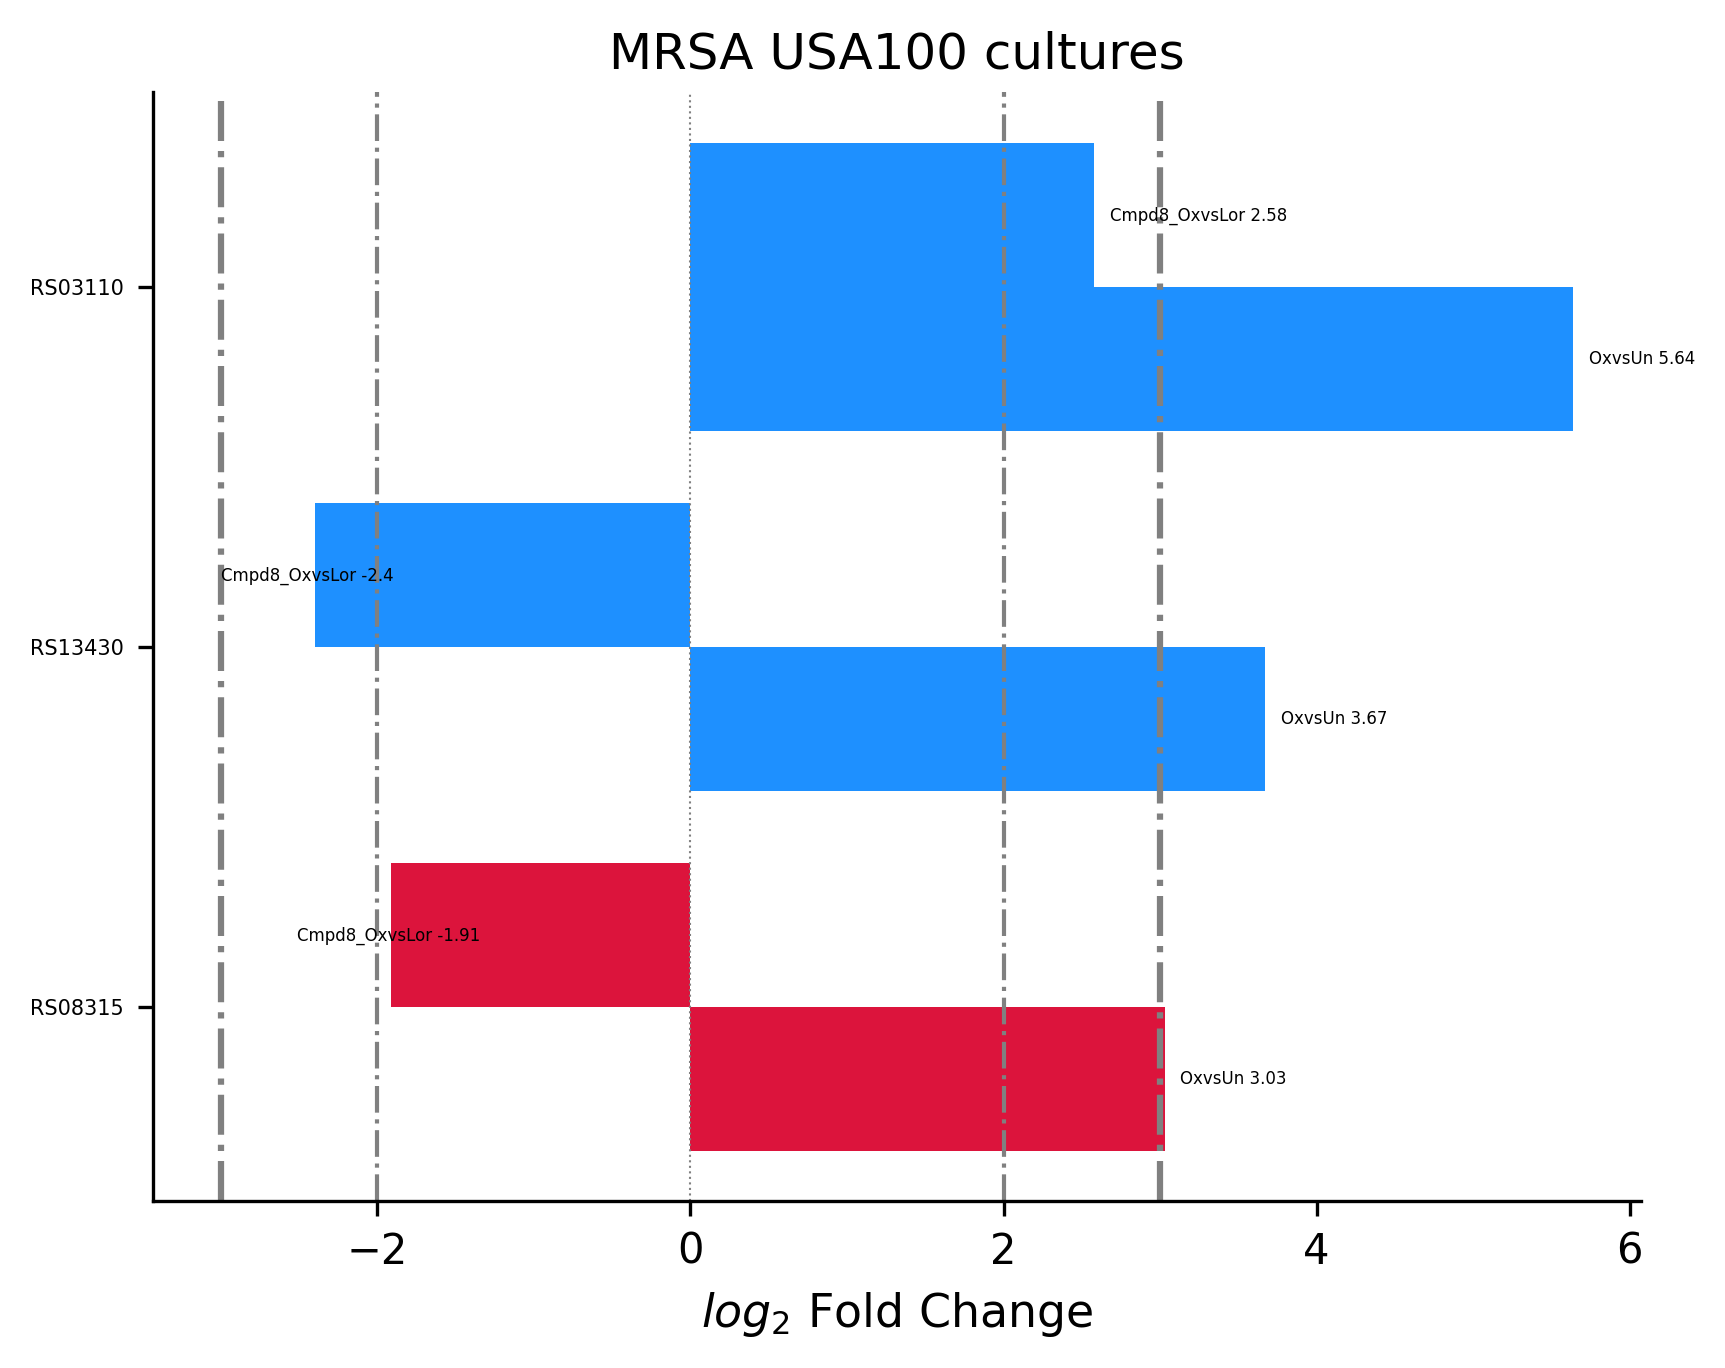 MRSA USA100 cultures
Cmpd8_OxvsLor 2.58
RS03110
OxvsUn 5.64
Cmpd8_OxvsLor -2.4
RS13430
OxvsUn 3.67
Cmpd8_OxvsLor -1.91
RS08315
OxvsUn 3.03
−2 0 2 4 6
log₂ Fold Change